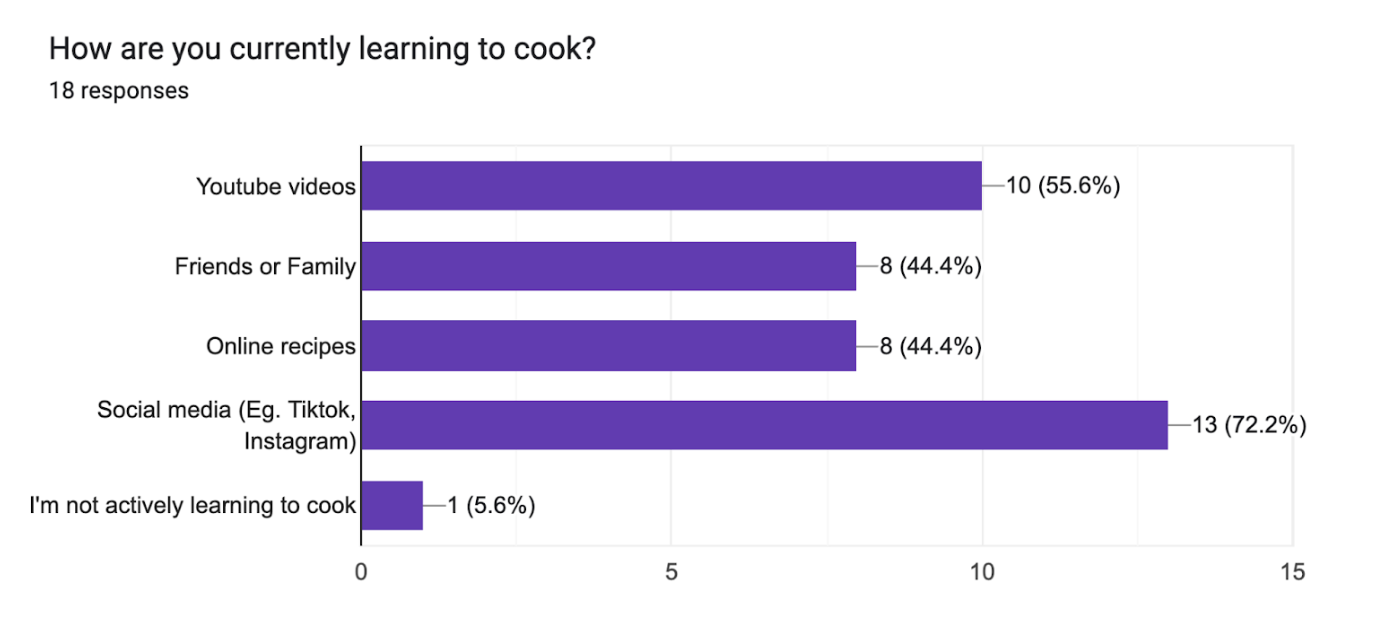 How are you currently learning to cook?
18 responses
Youtube videos
10 (55.6%)
Friends or Family
8 (44.4%)
Online recipes
8 (44.4%)
Social media (Eg. Tiktok,
Instagram)
13 (72.2%)
I'm not actively learning to cook
1 (5.6%)
0 5 10 15